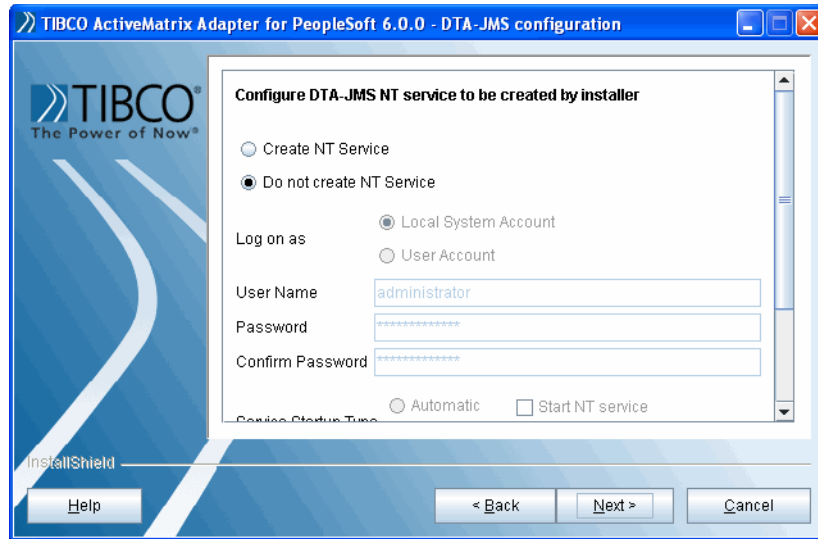 TIBCO ActiveMatrix Adapter for PeopleSoft 6.0.0 - DTA-JMS configuration
TIBCO®
The Power of Now®
Configure DTA-JMS NT service to be created by installer
Create NT Service
Do not create NT Service
Log on as
Local System Account
User Account
User Name
administrator
Password
*************
Confirm Password
*************
Service Startup Type
Automatic
Start NT service
InstallShield
Help
< Back
Next >
Cancel